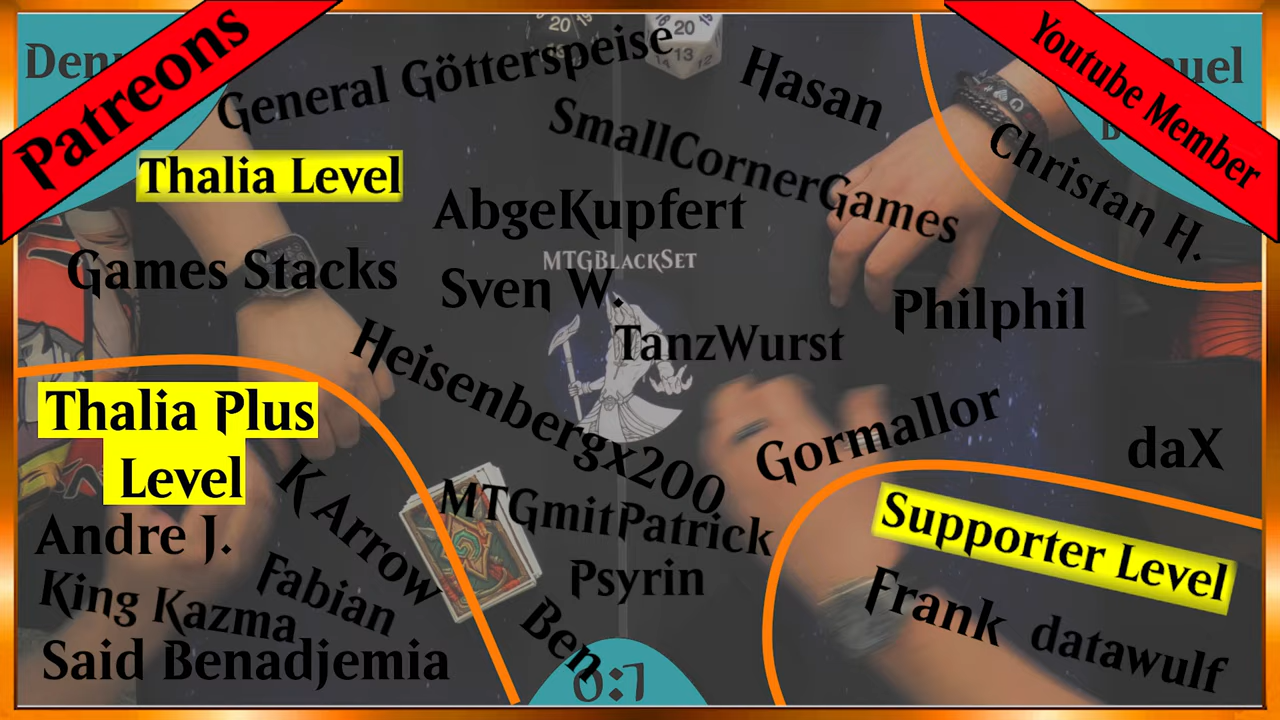 Patreons
Youtube Member
General Götterspeise
Hasan
SmallCornerGames
Christan H.
Thalia Level
AbgeKupfert
MTGBlackSet
Games Stacks
Sven W.
Philphil
TanzWurst
Heisenbergx200
Gormallor
daX
Thalia Plus
Level
K Arrow
MTGmitPatrick
Supporter Level
Andre J.
Fabian
Psyrin
King Kazma
Ben
Frank
datawulf
Said Benadjemia
0:1